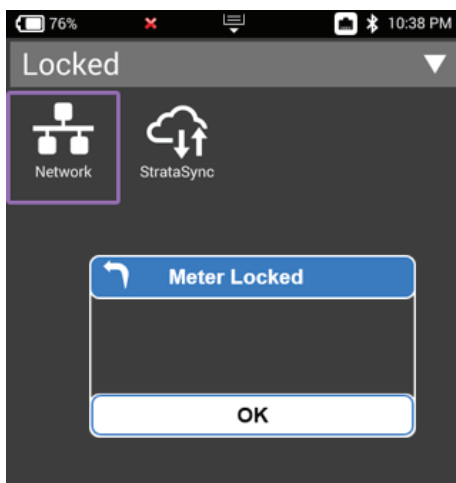 76% 10:38 PM
Locked
Network StrataSync
Meter Locked
OK